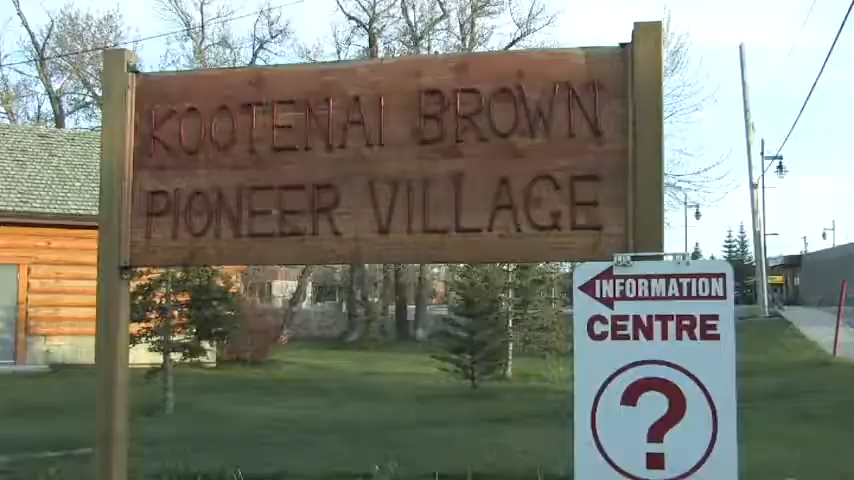 KOOTENAI BROWN
PIONEER VILLAGE
INFORMATION
CENTRE
?